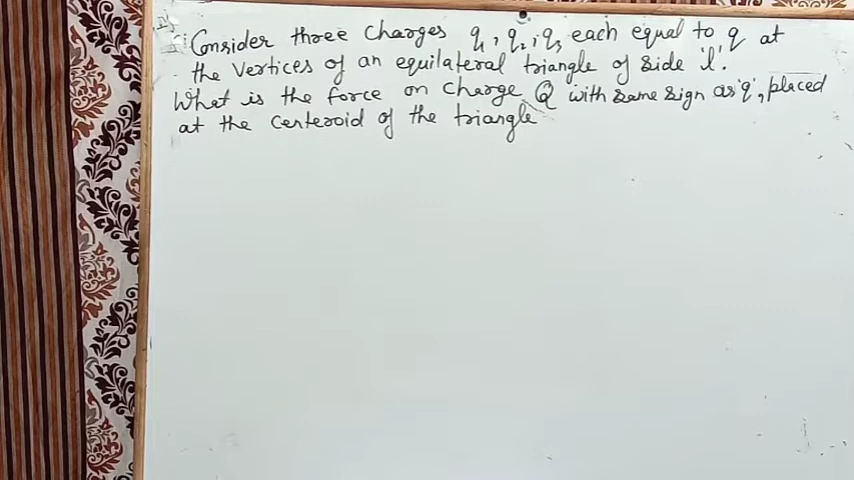 Consider three charges q₁, q₂, q₃ each equal to q at
the vertices of an equilateral triangle of side 'l'.
What is the force on charge Q with same sign as 'q', placed
at the centeroid of the triangle